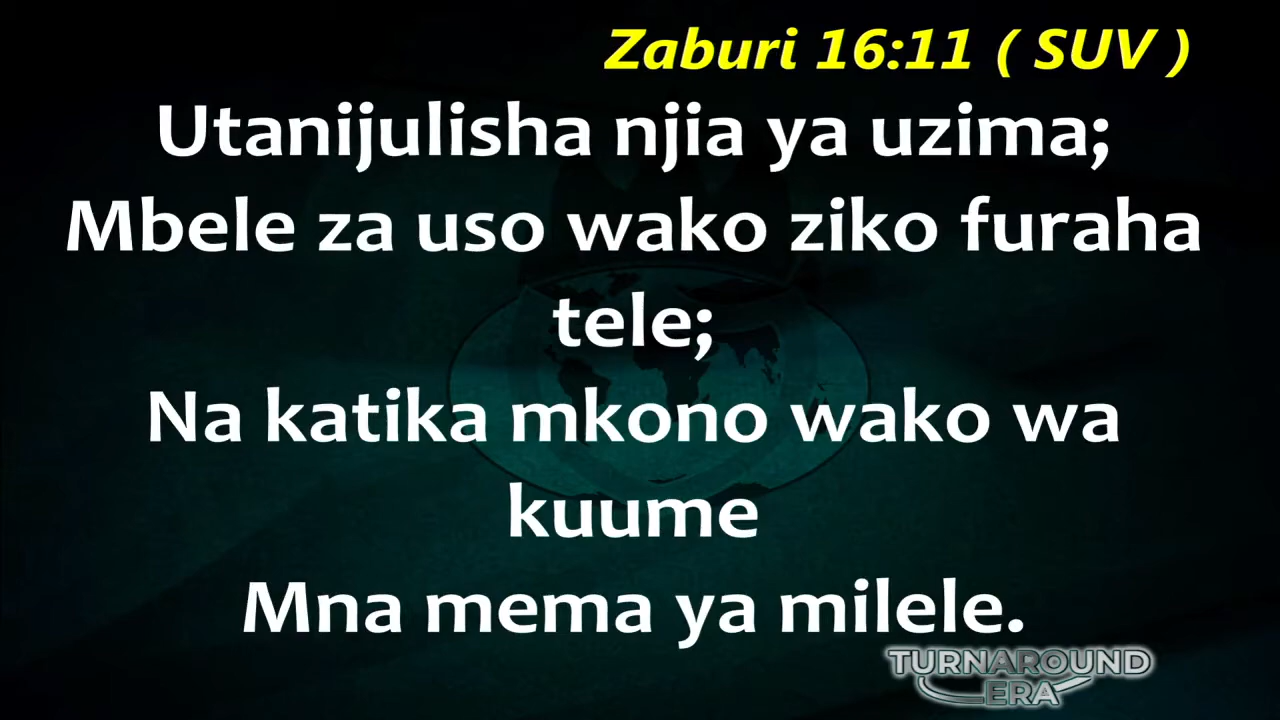 Zaburi 16:11 ( SUV )
Utanijulisha njia ya uzima;
Mbele za uso wako ziko furaha
tele;
Na katika mkono wako wa
kuume
Mna mema ya milele.
TURNAROUND
ERA